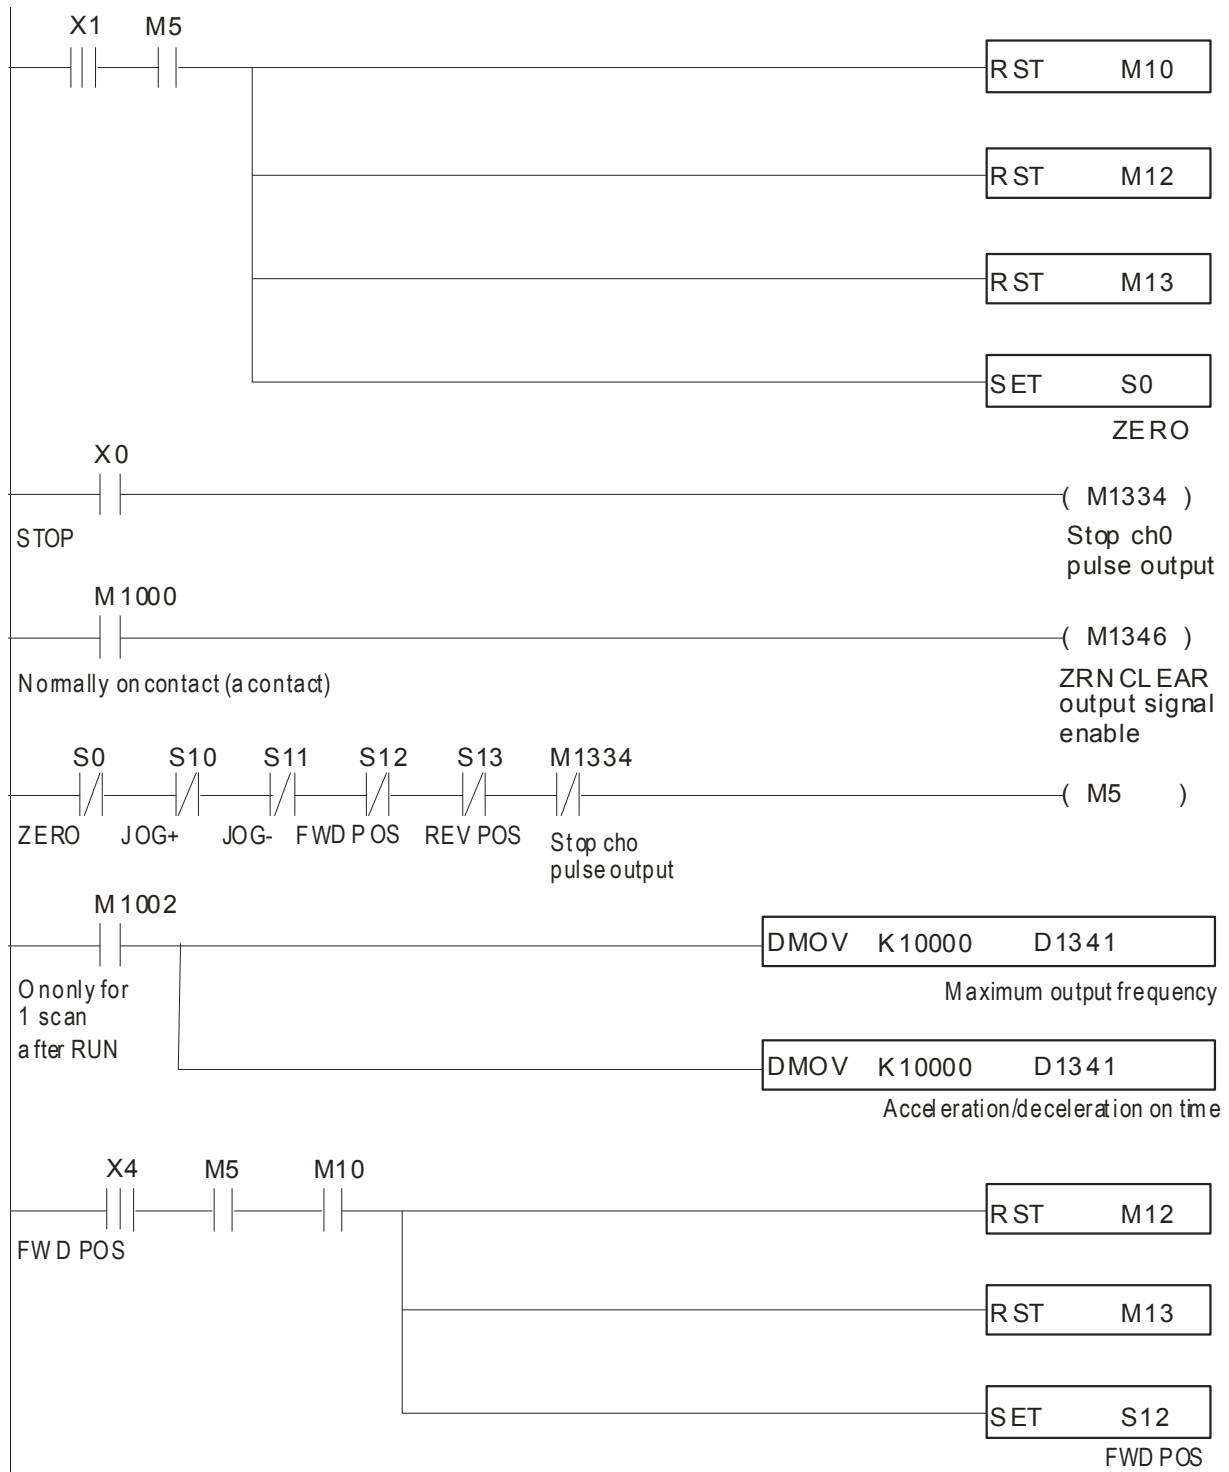 X1 M5
RST M10
RST M12
RST M13
SET S0
ZERO
X0
( M1334 )
STOP
Stop ch0
pulse output
M1000
( M1346 )
Normally on contact (a contact)
ZRN CLEAR
output signal
enable
S0 S10 S11 S12 S13 M1334
( M5 )
ZERO JOG+ JOG- FWD POS REV POS Stop cho
pulse output
M1002
DMOV K10000 D1341
On only for
1 scan
after RUN
Maximum output frequency
DMOV K10000 D1341
Acceleration/deceleration on time
X4 M5 M10
RST M12
FWD POS
RST M13
SET S12
FWD POS